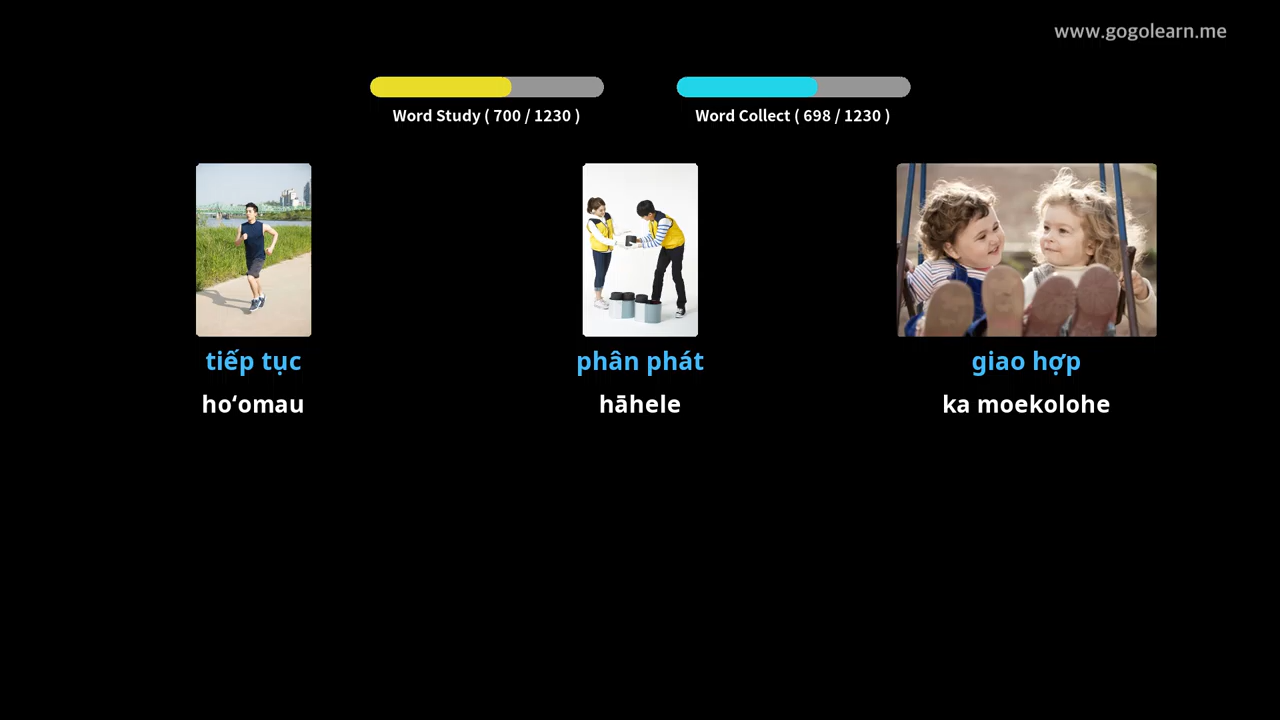 www.gogolearn.me
Word Study ( 700 / 1230 )
Word Collect ( 698 / 1230 )
tiếp tục
hoʻomau
phân phát
hāhele
giao hợp
ka moekolohe